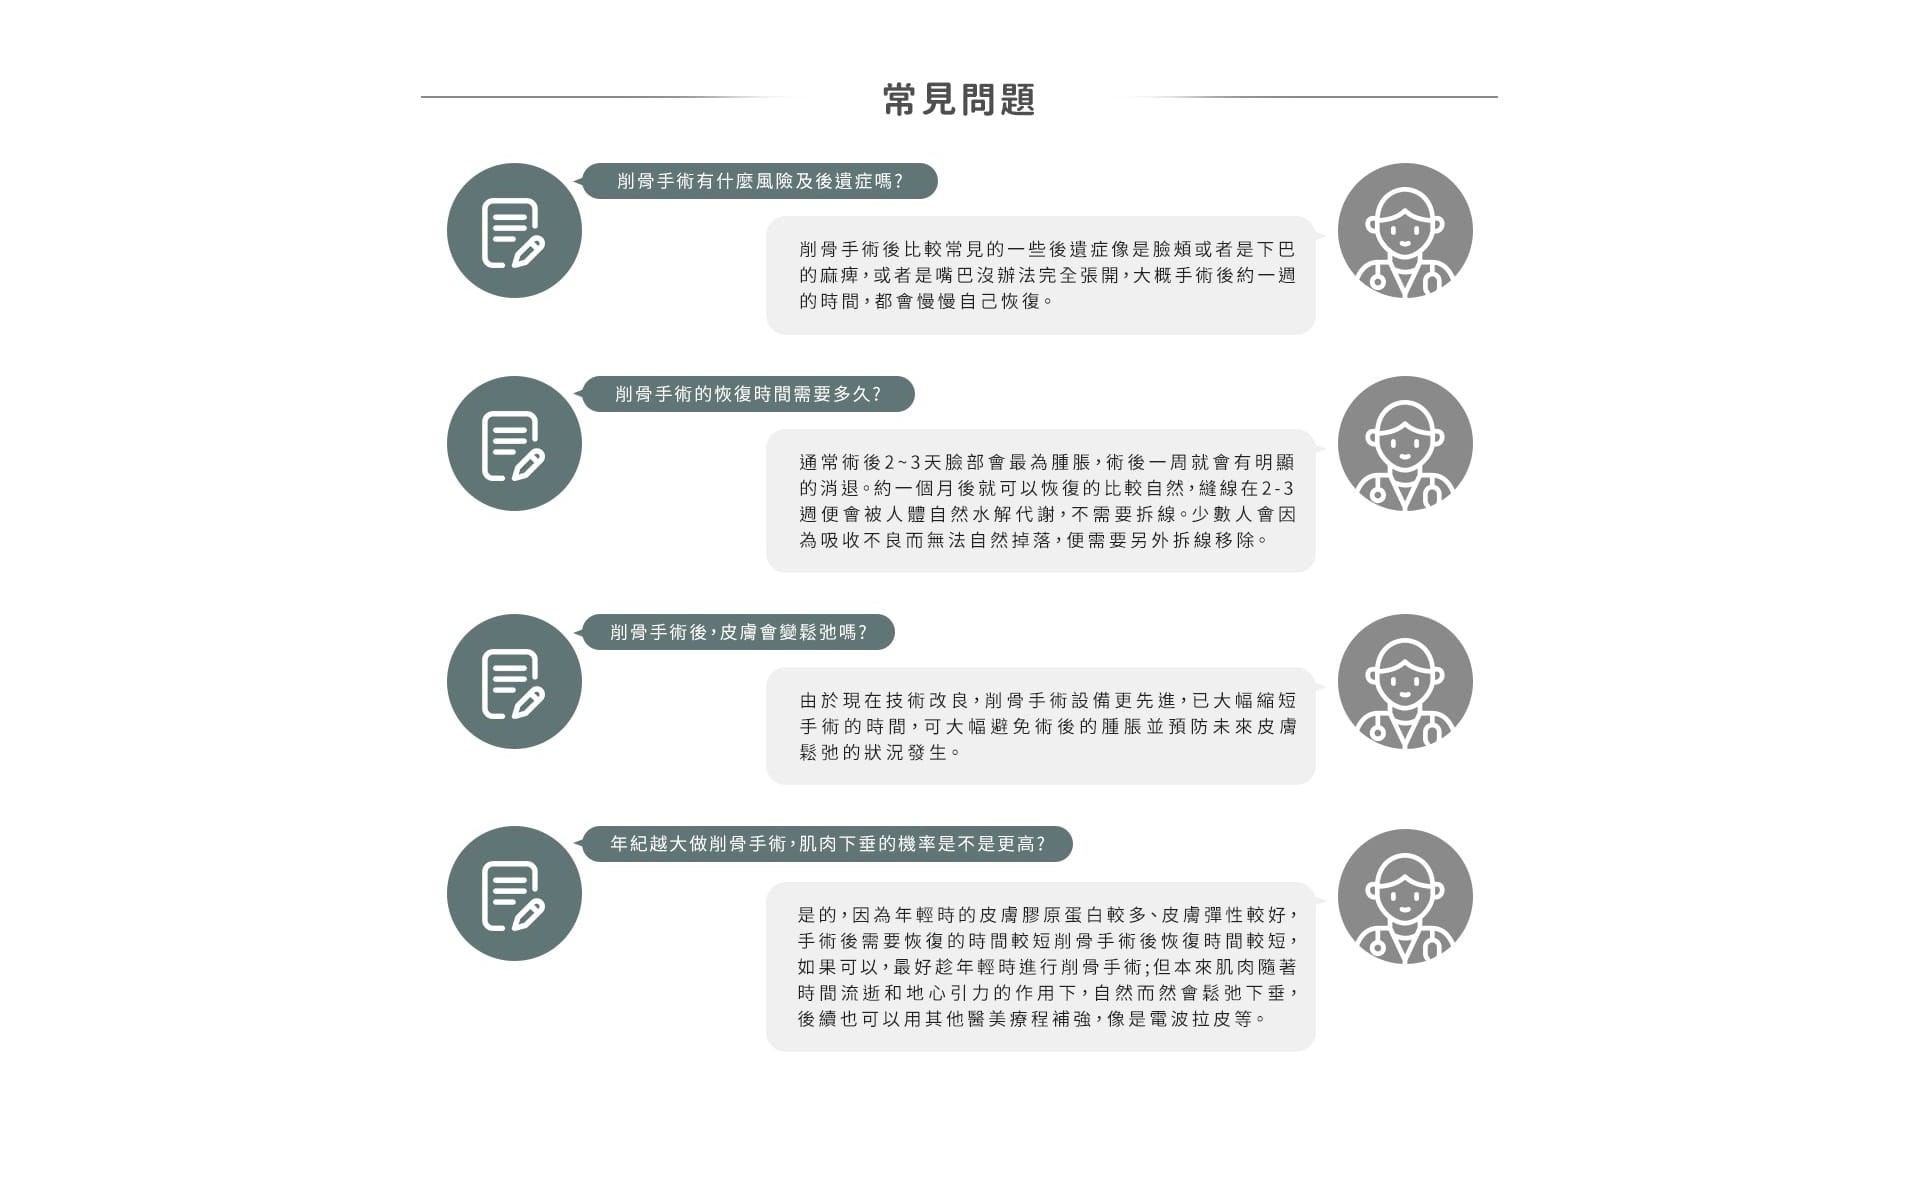 常見問題
削骨手術有什麼風險及後遺症嗎?
削骨手術後比較常見的一些後遺症像是臉頰或者是下巴
的麻痺，或者是嘴巴沒辦法完全張開，大概手術後約一週
的時間，都會慢慢自己恢復。
削骨手術的恢復時間需要多久?
通常術後2~3天臉部會最為腫脹，術後一周就會有明顯
的消退。約一個月後就可以恢復的比較自然，縫線在2-3
週便會被人體自然水解代謝，不需要拆線。少數人會因
為吸收不良而無法自然掉落，便需要另外拆線移除。
削骨手術後，皮膚會變鬆弛嗎?
由於現在技術改良，削骨手術設備更先進，已大幅縮短
手術的時間，可大幅避免術後的腫脹並預防未來皮膚
鬆弛的狀況發生。
年紀越大做削骨手術，肌肉下垂的機率是不是更高?
是的，因為年輕時的皮膚膠原蛋白較多、皮膚彈性較好，
手術後需要恢復的時間較短削骨手術後恢復時間較短，
如果可以，最好趁年輕時進行削骨手術;但本來肌肉隨著
時間流逝和地心引力的作用下，自然而然會鬆弛下垂，
後續也可以用其他醫美療程補強，像是電波拉皮等。